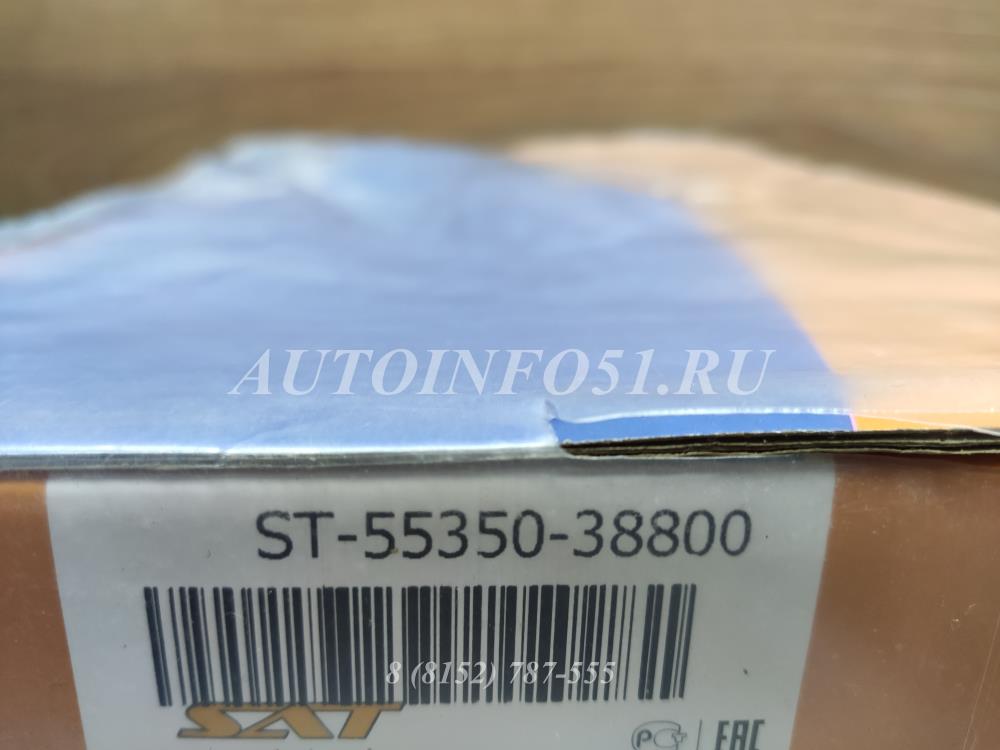 AUTOINFO51.RU
ST-55350-38800
8 (8152) 787-555
SAT
EAC